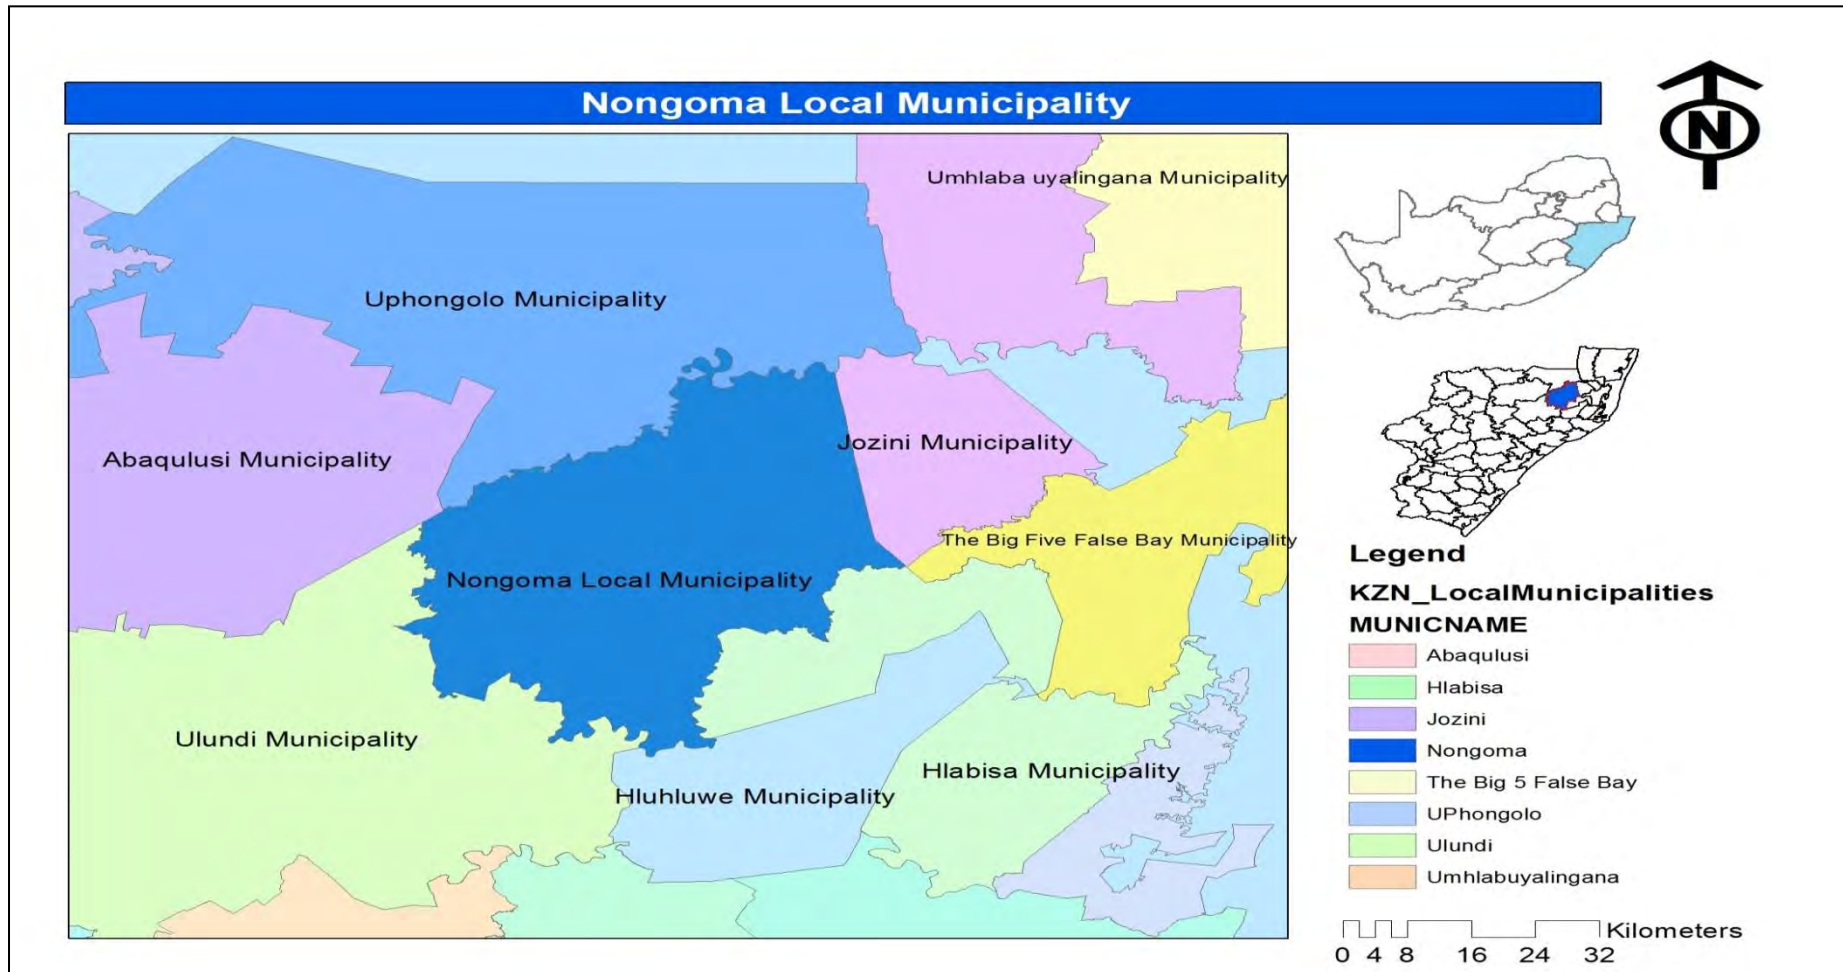 Nongoma Local Municipality
N
Umhlaba uyalingana Municipality
Uphongolo Municipality
Jozini Municipality
Abaqulusi Municipality
The Big Five False Bay Municipality
Nongoma Local Municipality
Ulundi Municipality
Hlabisa Municipality
Hluhluwe Municipality
Legend
KZN_LocalMunicipalities
MUNICNAME
Abaqulusi
Hlabisa
Jozini
Nongoma
The Big 5 False Bay
UPhongolo
Ulundi
Umhlabuyalingana
Kilometers
0 4 8 16 24 32